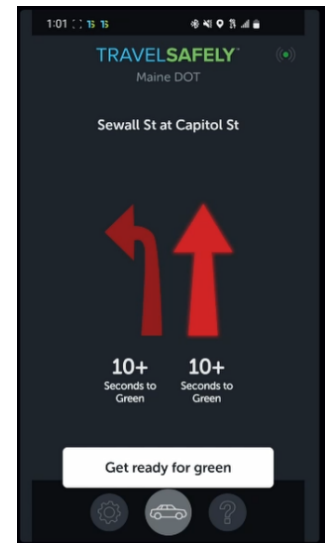 1:01
TRAVELSAFELY™
Maine DOT
Sewall St at Capitol St
10+ 10+
Seconds to Seconds to
Green Green
Get ready for green
?